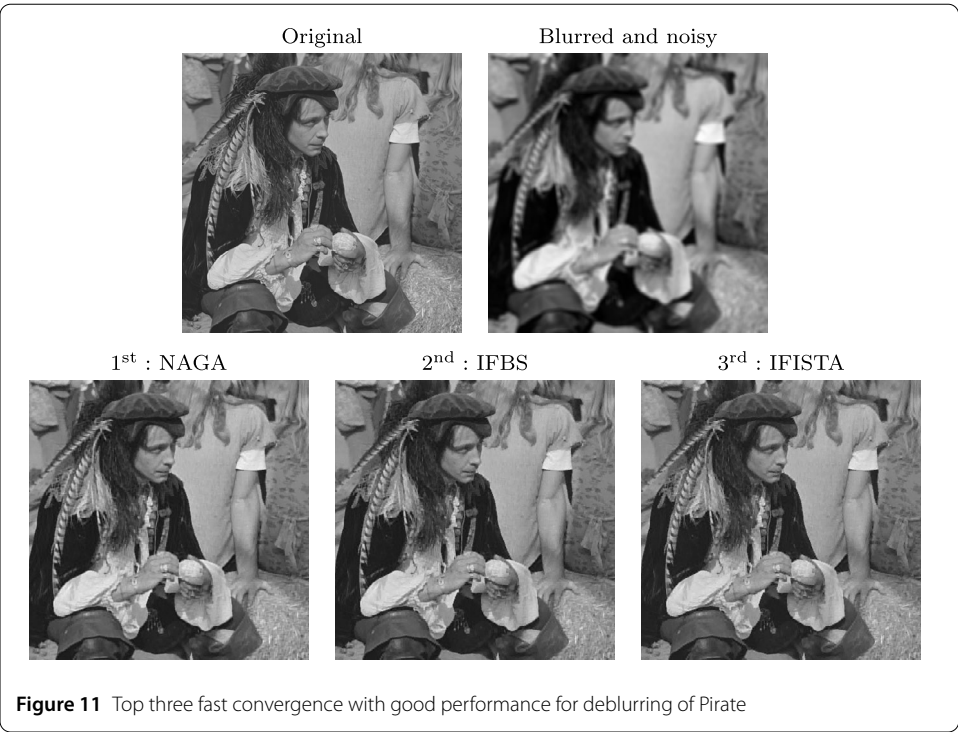 Original
Blurred and noisy
1st : NAGA
2nd : IFBS
3rd : IFISTA
Figure 11 Top three fast convergence with good performance for deblurring of Pirate